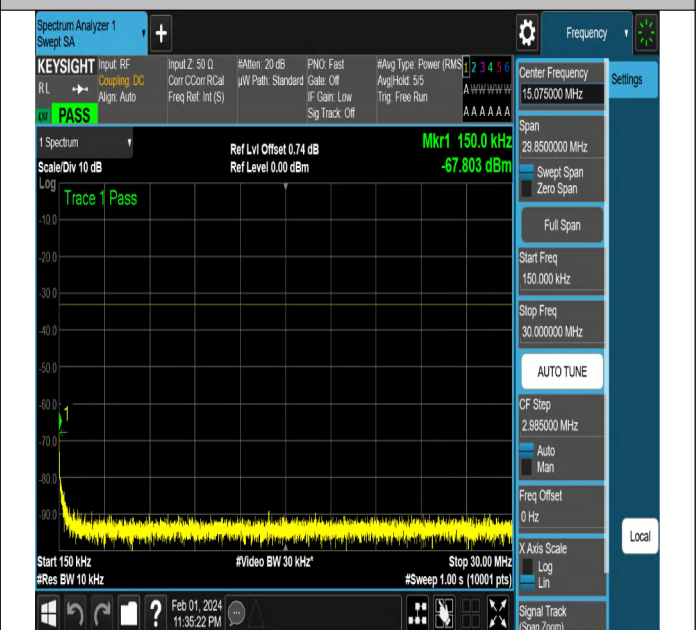 Spectrum Analyzer 1
Swept SA
Frequency
KEYSIGHT
RL
LXI
PASS
Input: RF
Coupling: DC
Align: Auto
Input Z: 50 Ω
Corr CCorr RCal
Freq Ref: Int (S)
#Atten: 20 dB
µW Path: Standard
PNO: Fast
Gate: Off
IF Gain: Low
Sig Track: Off
#Avg Type: Power (RMS
Avg|Hold: 5/5
Trig: Free Run
1 2 3 4 5 6
A W W W W W
A A A A A A
1 Spectrum
Scale/Div 10 dB
Ref Lvl Offset 0.74 dB
Ref Level 0.00 dBm
Mkr1 150.0 kHz
-67.803 dBm
Log
Trace 1 Pass
-10.0
-20.0
-30.0
-40.0
-50.0
-60.0
1
-70.0
-80.0
-90.0
Start 150 kHz
#Video BW 30 kHz*
Stop 30.00 MHz
#Res BW 10 kHz
#Sweep 1.00 s (10001 pts)
?
Feb 01, 2024
11:35:22 PM
Center Frequency
15.075000 MHz
Settings
Span
29.8500000 MHz
Swept Span
Zero Span
Full Span
Start Freq
150.000 kHz
Stop Freq
30.000000 MHz
AUTO TUNE
CF Step
2.985000 MHz
Auto
Man
Freq Offset
0 Hz
X Axis Scale
Log
Lin
Signal Track
(Span Zoom)
Local